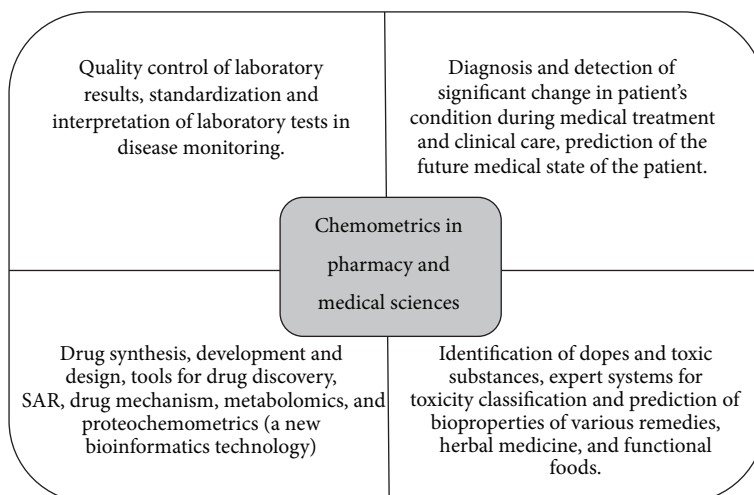 Quality control of laboratory
results, standardization and
interpretation of laboratory tests in
disease monitoring.
Diagnosis and detection of
significant change in patient's
condition during medical treatment
and clinical care, prediction of the
future medical state of the patient.
Chemometrics in
pharmacy and
medical sciences
Drug synthesis, development and
design, tools for drug discovery,
SAR, drug mechanism, metabolomics, and
proteochemometrics (a new
bioinformatics technology)
Identification of dopes and toxic
substances, expert systems for
toxicity classification and prediction of
bioproperties of various remedies,
herbal medicine, and functional
foods.